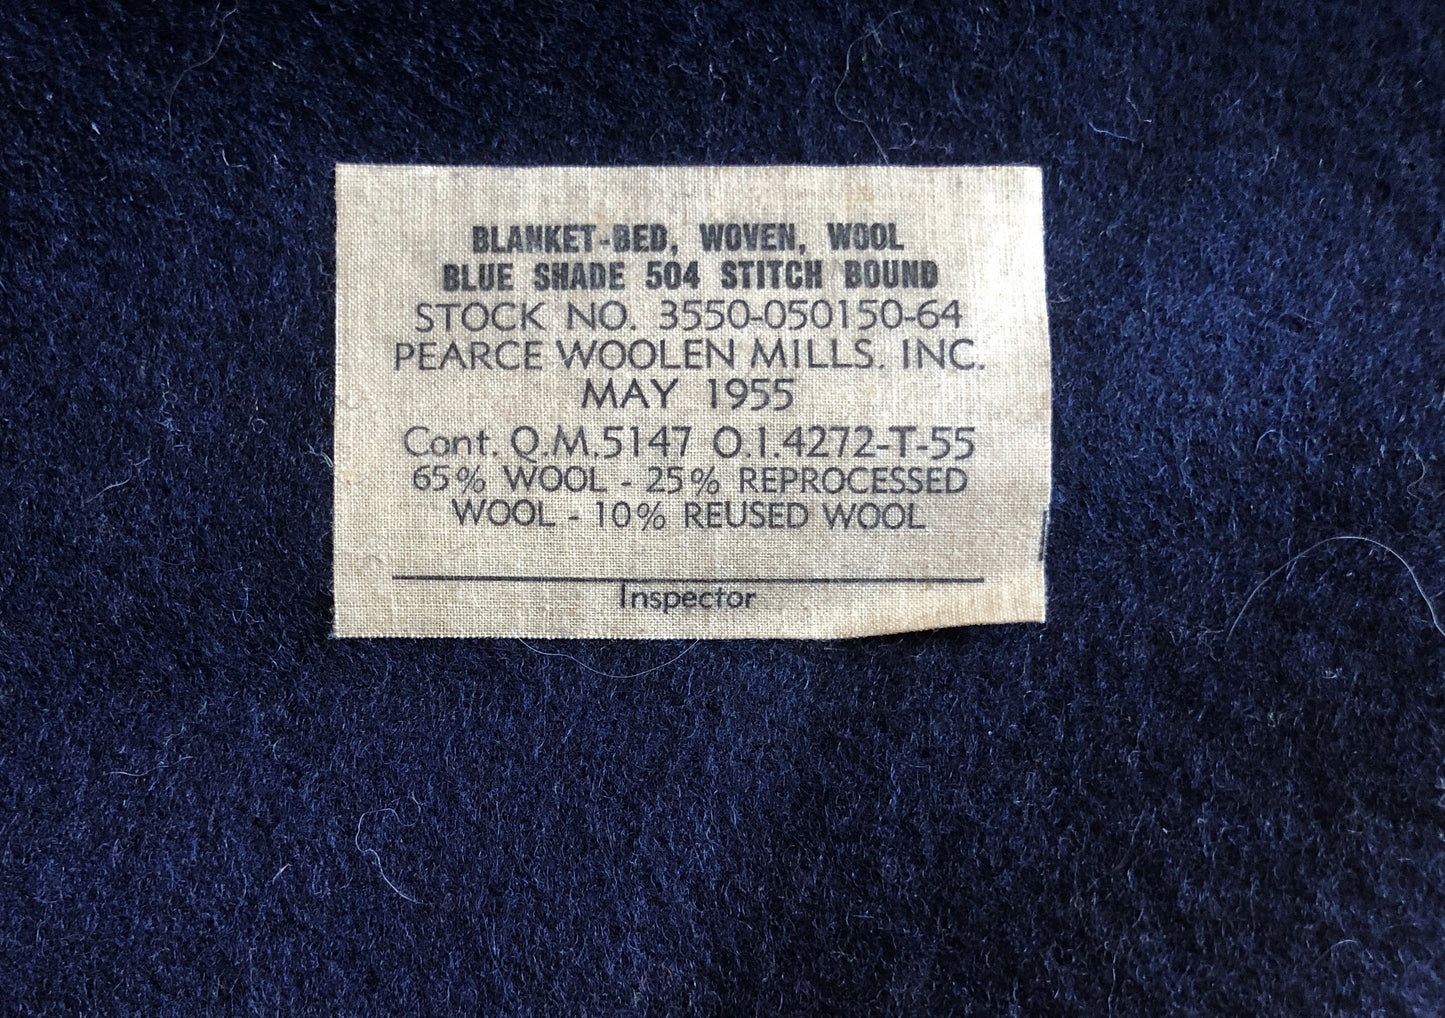 BLANKET-BED, WOVEN, WOOL
BLUE SHADE 504 STITCH BOUND
STOCK NO. 3550-050150-64
PEARCE WOOLEN MILLS. INC.
MAY 1955
Cont. Q.M.5147 O.I.4272-T-55
65% WOOL - 25% REPROCESSED
WOOL - 10% REUSED WOOL
Inspector